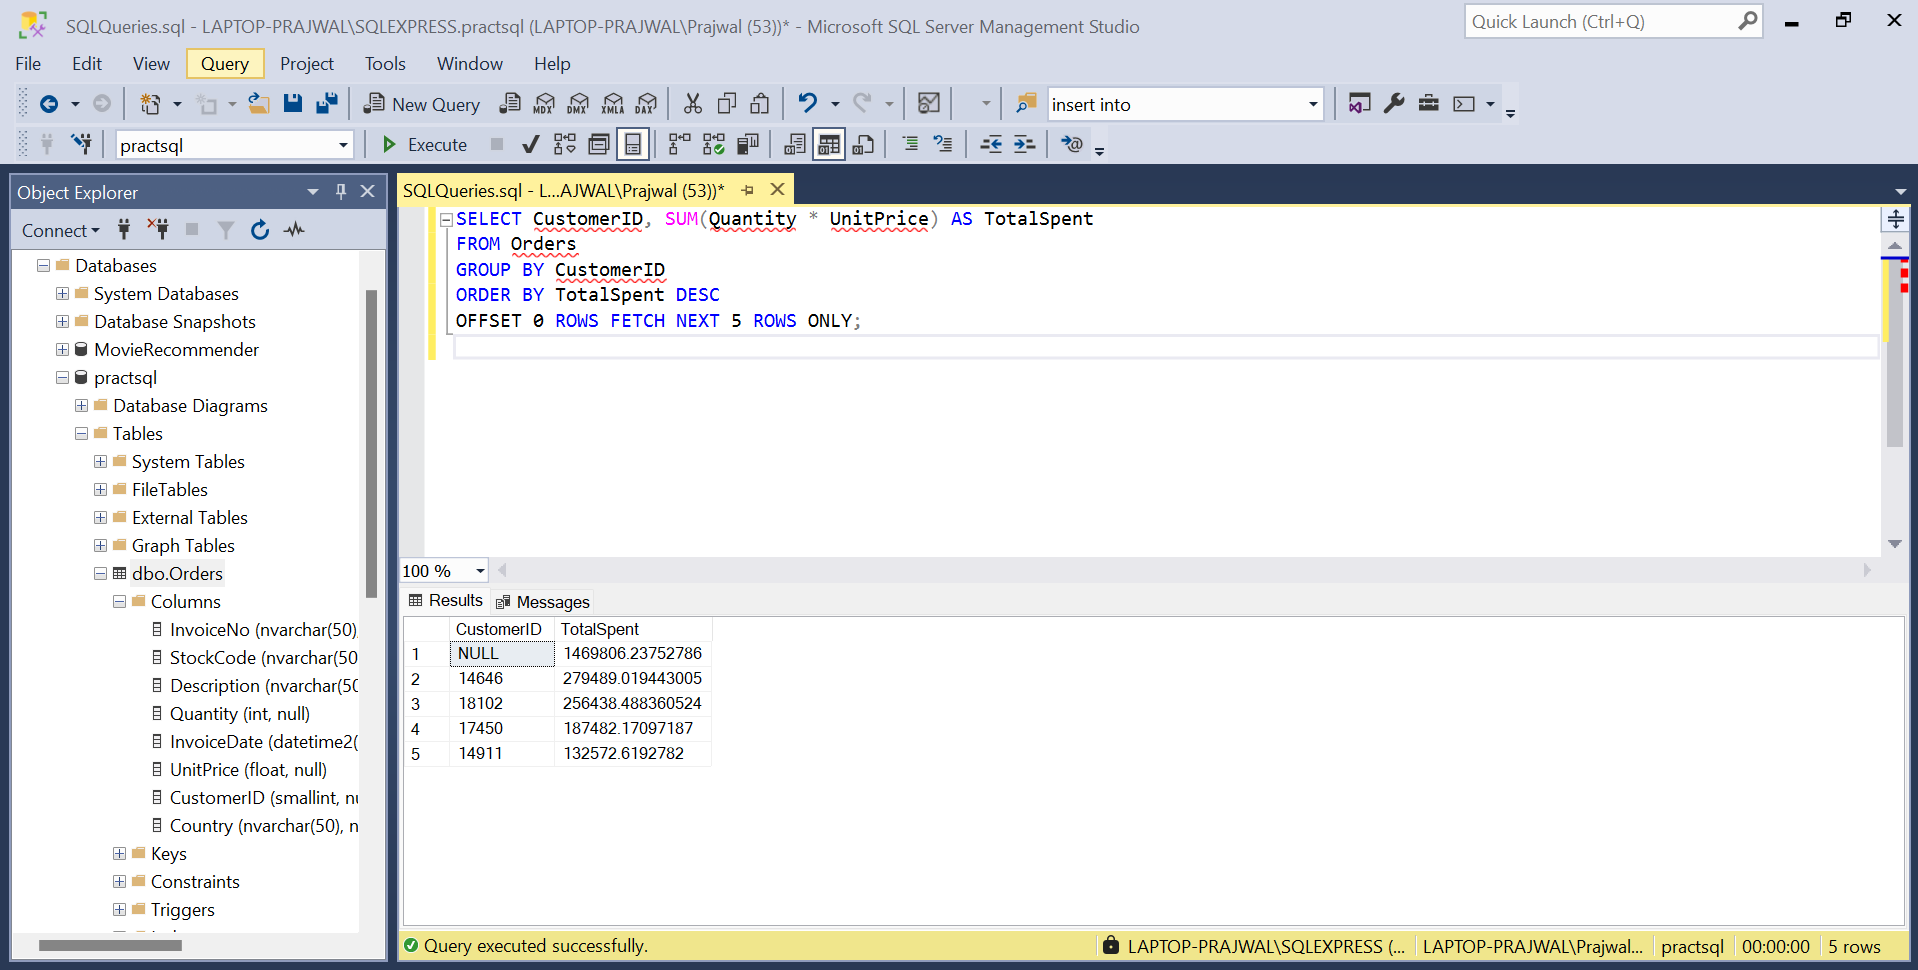 SQLQueries.sql - LAPTOP-PRAJWAL\SQLEXPRESS.practsql (LAPTOP-PRAJWAL\Prajwal (53))* - Microsoft SQL Server Management Studio
Quick Launch (Ctrl+Q)
File Edit View Query Project Tools Window Help
New Query MDX DMX XMLA DAX insert into
practsql Execute
Object Explorer
Connect
Databases
System Databases
Database Snapshots
MovieRecommender
practsql
Database Diagrams
Tables
System Tables
FileTables
External Tables
Graph Tables
dbo.Orders
Columns
InvoiceNo (nvarchar(50),
StockCode (nvarchar(50
Description (nvarchar(50
Quantity (int, null)
InvoiceDate (datetime2(
UnitPrice (float, null)
CustomerID (smallint, nu
Country (nvarchar(50), n
Keys
Constraints
Triggers
SQLQueries.sql - L...AJWAL\Prajwal (53))*
SELECT CustomerID, SUM(Quantity * UnitPrice) AS TotalSpent
FROM Orders
GROUP BY CustomerID
ORDER BY TotalSpent DESC
OFFSET 0 ROWS FETCH NEXT 5 ROWS ONLY;
100 %
Results Messages
CustomerID TotalSpent
1 NULL 1469806.23752786
2 14646 279489.019443005
3 18102 256438.488360524
4 17450 187482.17097187
5 14911 132572.6192782
Query executed successfully.
LAPTOP-PRAJWAL\SQLEXPRESS (... LAPTOP-PRAJWAL\Prajwal... practsql 00:00:00 5 rows